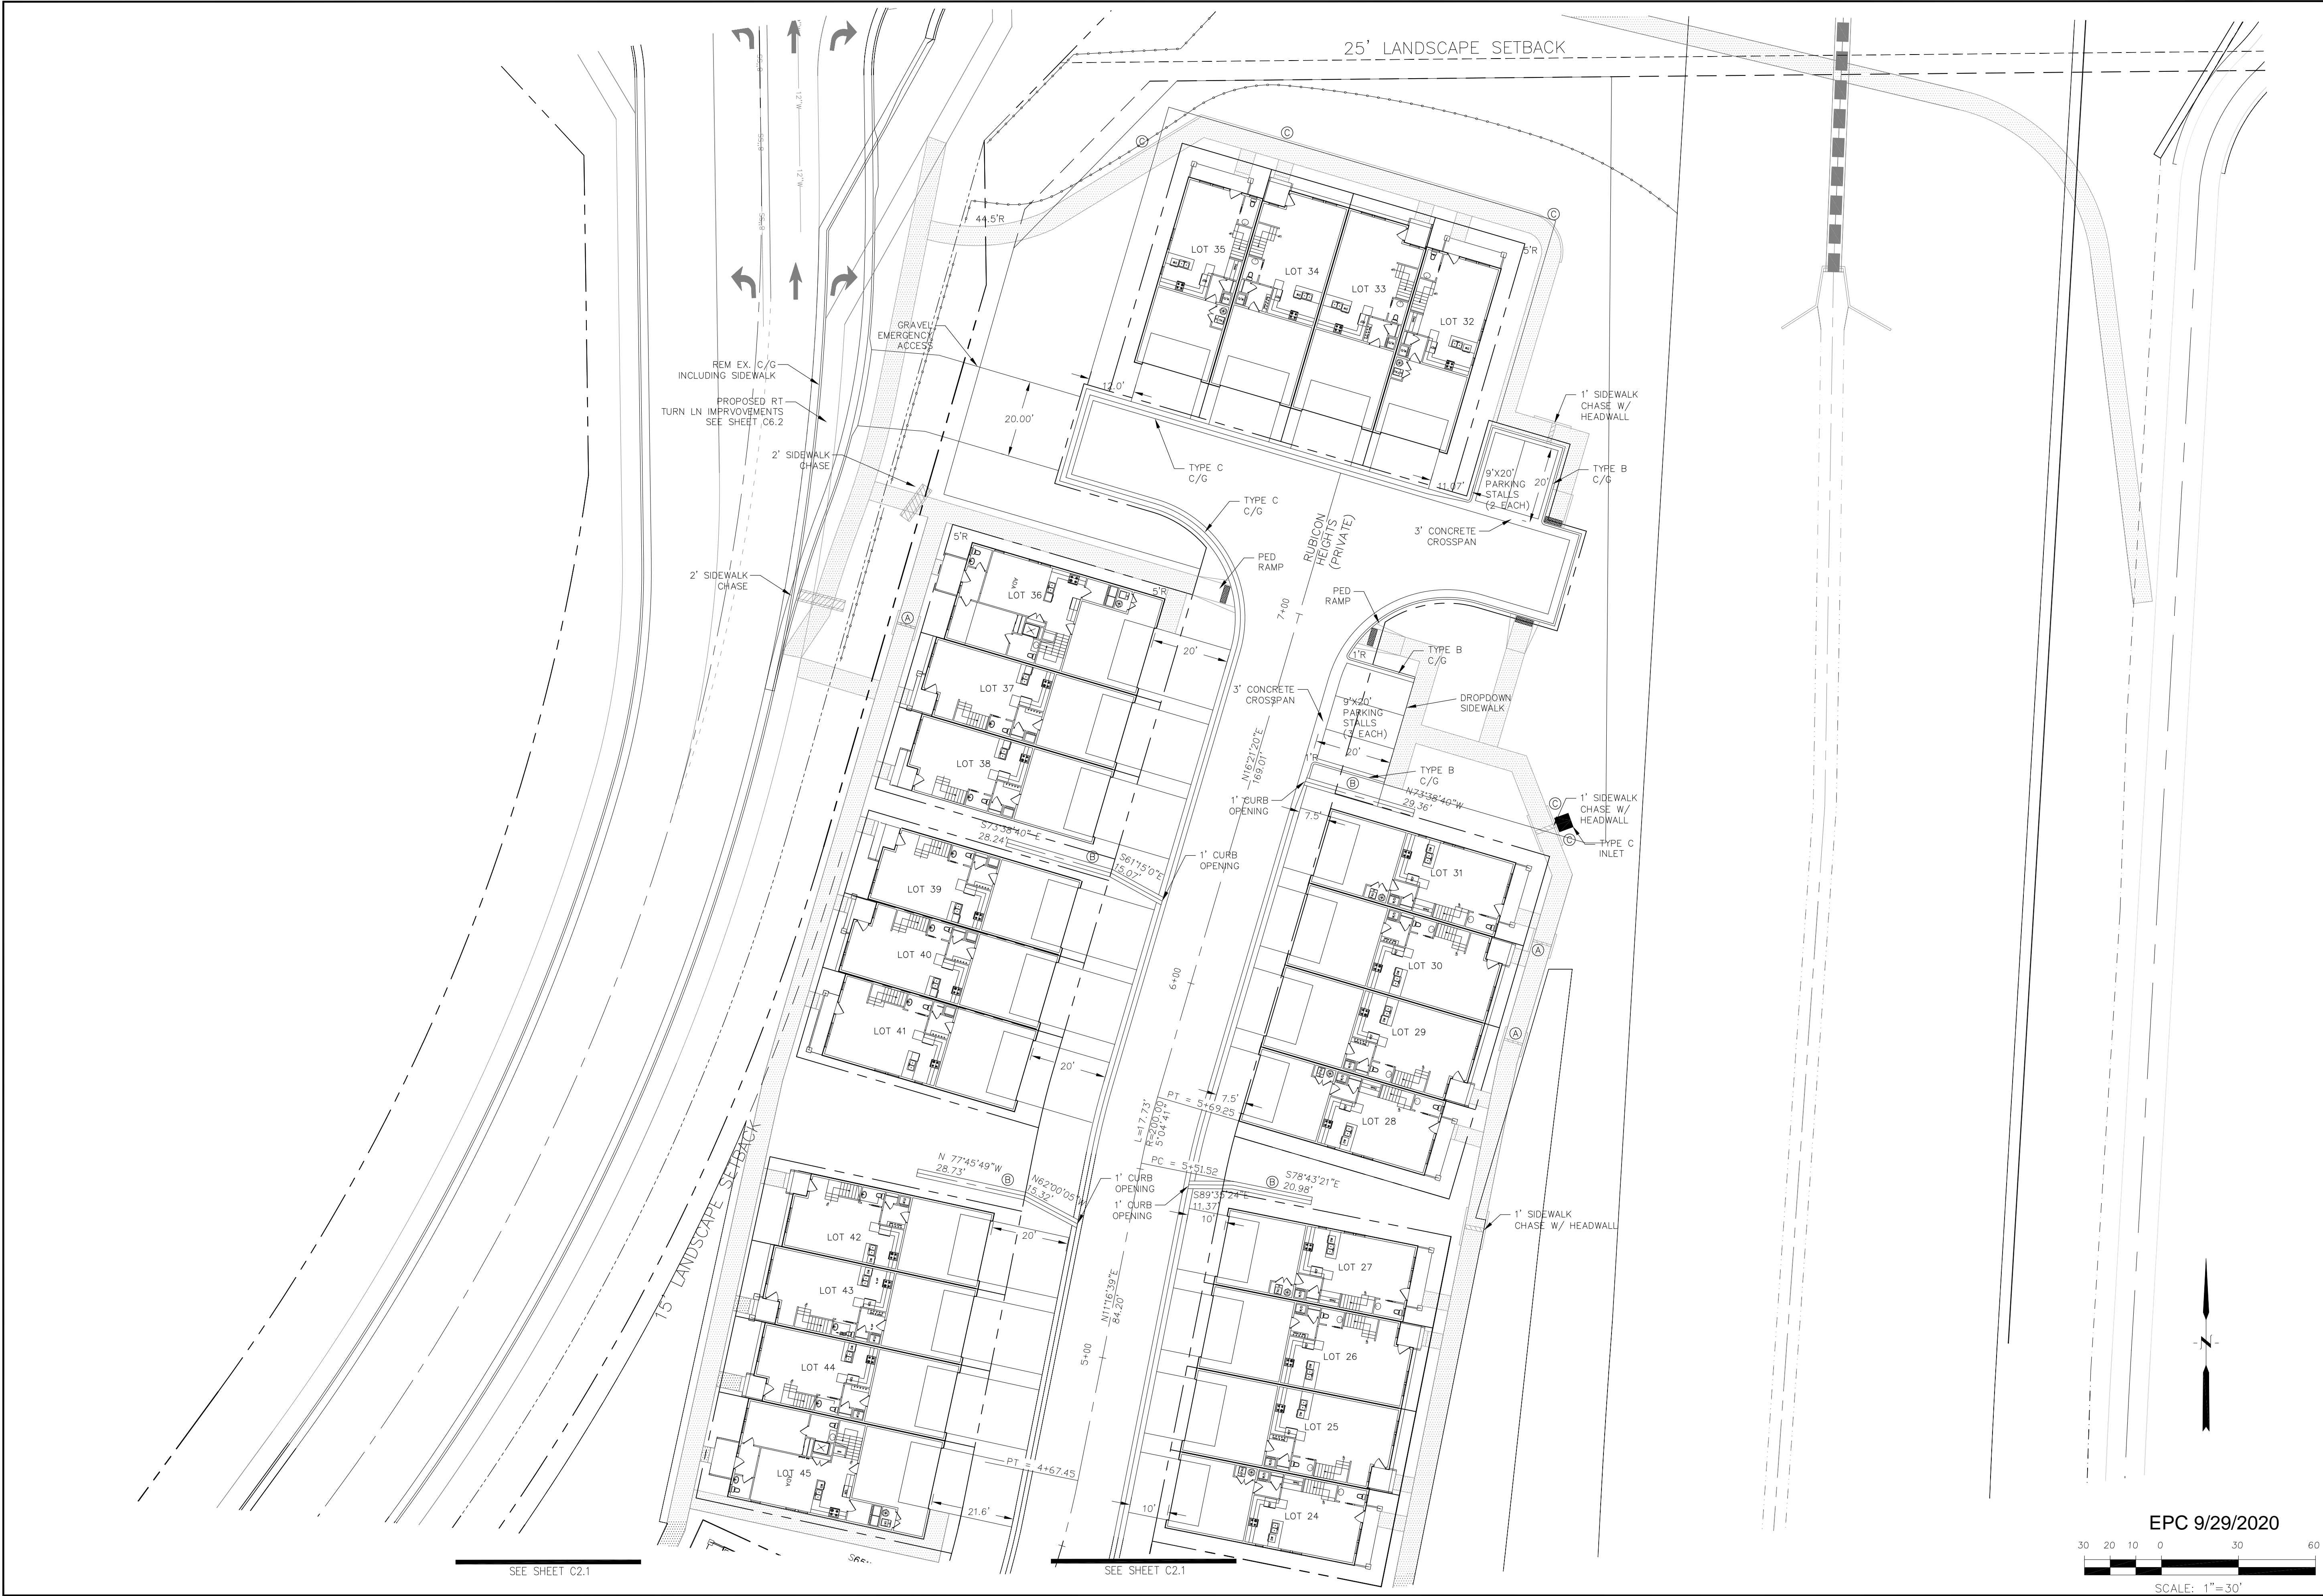 25' LANDSCAPE SETBACK
SS,8
12"W
SS,8
12"W
SS,8
C
C
C
44.5'R
5'R
LOT 35
LOT 34
LOT 33
LOT 32
GRAVEL
EMERGENCY
ACCESS
REM EX. C/G
INCLUDING SIDEWALK
PROPOSED RT
TURN LN IMPRVOVEMENTS
SEE SHEET C6.2
20.00'
12.0'
1' SIDEWALK
CHASE W/
HEADWALL
2' SIDEWALK
CHASE
TYPE C
C/G
11.07'
9'X20'
PARKING
STALLS
(2 EACH)
20'
TYPE B
C/G
TYPE C
C/G
RUBICON
HEIGHTS
(PRIVATE)
3' CONCRETE
CROSSPAN
5'R
PED
RAMP
2' SIDEWALK
CHASE
ADA
LOT 36
5'R
PED
RAMP
7+00
A
20'
1'R
TYPE B
C/G
LOT 37
3' CONCRETE
CROSSPAN
9'X20'
PARKING
STALLS
(3 EACH)
DROPDOWN
SIDEWALK
20'
LOT 38
N16°21'20"E
169.01'
1'R
TYPE B
C/G
B
N73°38'40"W
29.36'
1' CURB
OPENING
7.5'
C
1' SIDEWALK
CHASE W/
HEADWALL
C
TYPE C
INLET
S73°38'40" E
28.24'
B
S61°15'0"E
15.07'
1' CURB
OPENING
LOT 39
LOT 31
LOT 40
LOT 30
A
6+00
LOT 41
LOT 29
A
20'
7.5'
PT = 5+69.25
L=17.73'
R=200.00
5°04'41"
LOT 28
15' LANDSCAPE SETBACK
N 77°45'49"W
28.73'
B
N62°00'05"W
15.32'
PC = 5+51.52
1' CURB
OPENING
1' CURB
OPENING
B
S78°43'21"E
20.98'
S89°35'24"E
11.37'
10'
1' SIDEWALK
CHASE W/ HEADWALL
LOT 42
20'
LOT 27
LOT 43
N11°16'39"E
84.20'
LOT 26
5+00
LOT 44
LOT 25
PT = 4+67.45
LOT 45
ADA
21.6'
10'
LOT 24
SEE SHEET C2.1
SEE SHEET C2.1
N
EPC 9/29/2020
30 20 10 0 30 60
SCALE: 1"=30'